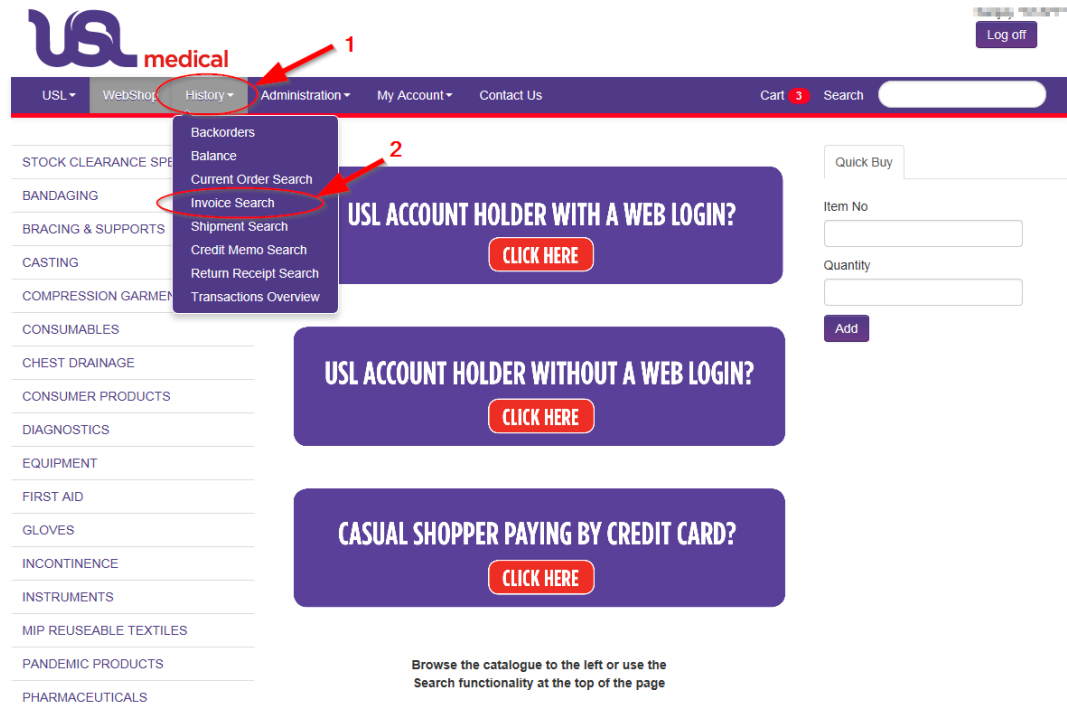 USL medical
Log off
1
USL WebShop History Administration My Account Contact Us Cart 3 Search
Backorders
Balance
Current Order Search
Invoice Search
Shipment Search
Credit Memo Search
Return Receipt Search
Transactions Overview
2
STOCK CLEARANCE SPE
BANDAGING
BRACING & SUPPORTS
CASTING
COMPRESSION GARMEN
CONSUMABLES
CHEST DRAINAGE
CONSUMER PRODUCTS
DIAGNOSTICS
EQUIPMENT
FIRST AID
GLOVES
INCONTINENCE
INSTRUMENTS
MIP REUSEABLE TEXTILES
PANDEMIC PRODUCTS
PHARMACEUTICALS
USL ACCOUNT HOLDER WITH A WEB LOGIN?
CLICK HERE
USL ACCOUNT HOLDER WITHOUT A WEB LOGIN?
CLICK HERE
CASUAL SHOPPER PAYING BY CREDIT CARD?
CLICK HERE
Browse the catalogue to the left or use the
Search functionality at the top of the page
Quick Buy
Item No
Quantity
Add